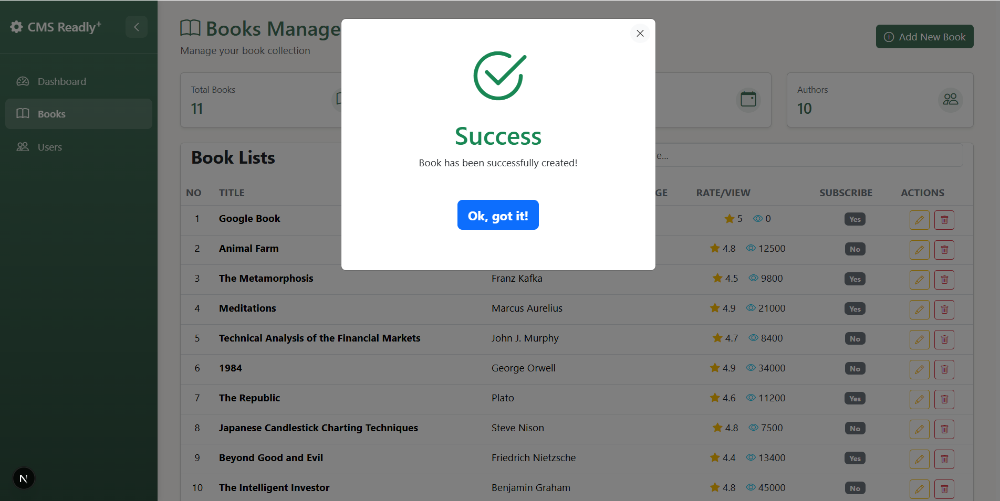 CMS Readly+
Dashboard
Books
Users
N
Books Manage
Manage your book collection
Add New Book
Total Books
11
Authors
10
Success
Book has been successfully created!
Ok, got it!
Book Lists
re...
NO TITLE GE RATE/VIEW SUBSCRIBE ACTIONS
1 Google Book 5 0 Yes
2 Animal Farm 4.8 12500 No
3 The Metamorphosis Franz Kafka 4.5 9800 Yes
4 Meditations Marcus Aurelius 4.9 21000 Yes
5 Technical Analysis of the Financial Markets John J. Murphy 4.7 8400 No
6 1984 George Orwell 4.9 34000 No
7 The Republic Plato 4.6 11200 Yes
8 Japanese Candlestick Charting Techniques Steve Nison 4.8 7500 No
9 Beyond Good and Evil Friedrich Nietzsche 4.4 13400 Yes
10 The Intelligent Investor Benjamin Graham 4.8 45000 No